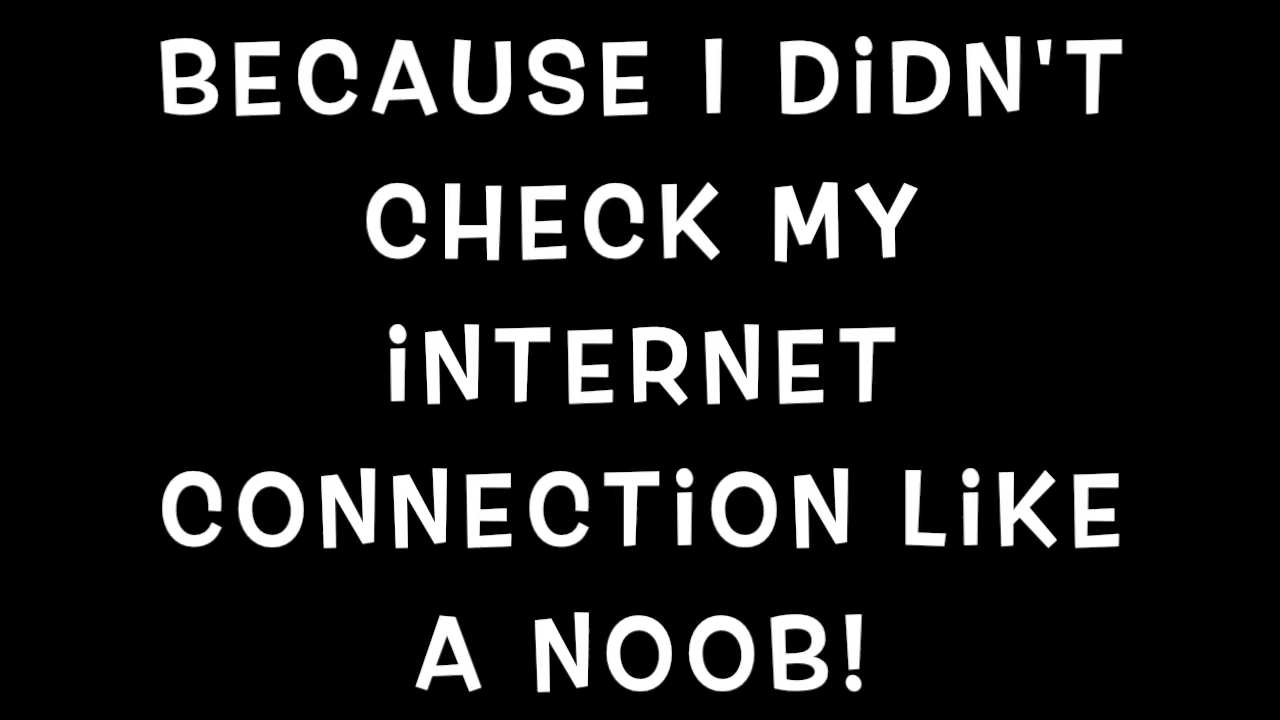 BECAUSE I DiDN'T
CHECK MY
iNTERNET
CONNECTiON LiKE
A NOOB!